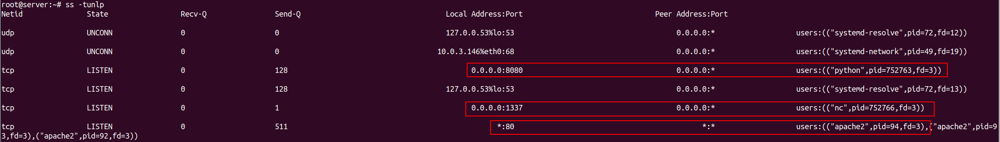 root@server:~# ss -tunlp
Netid State Recv-Q Send-Q Local Address:Port Peer Address:Port
udp UNCONN 0 0 127.0.0.53%lo:53 0.0.0.0:* users:(("systemd-resolve",pid=72,fd=12))
udp UNCONN 0 0 10.0.3.146%eth0:68 0.0.0.0:* users:(("systemd-network",pid=49,fd=19))
tcp LISTEN 0 128 0.0.0.0:8080 0.0.0.0:* users:(("python",pid=752763,fd=3))
tcp LISTEN 0 128 127.0.0.53%lo:53 0.0.0.0:* users:(("systemd-resolve",pid=72,fd=13))
tcp LISTEN 0 1 0.0.0.0:1337 0.0.0.0:* users:(("nc",pid=752766,fd=3))
tcp LISTEN 0 511 *:80 *:* users:(("apache2",pid=94,fd=3),("apache2",pid=9
3,fd=3),("apache2",pid=92,fd=3))